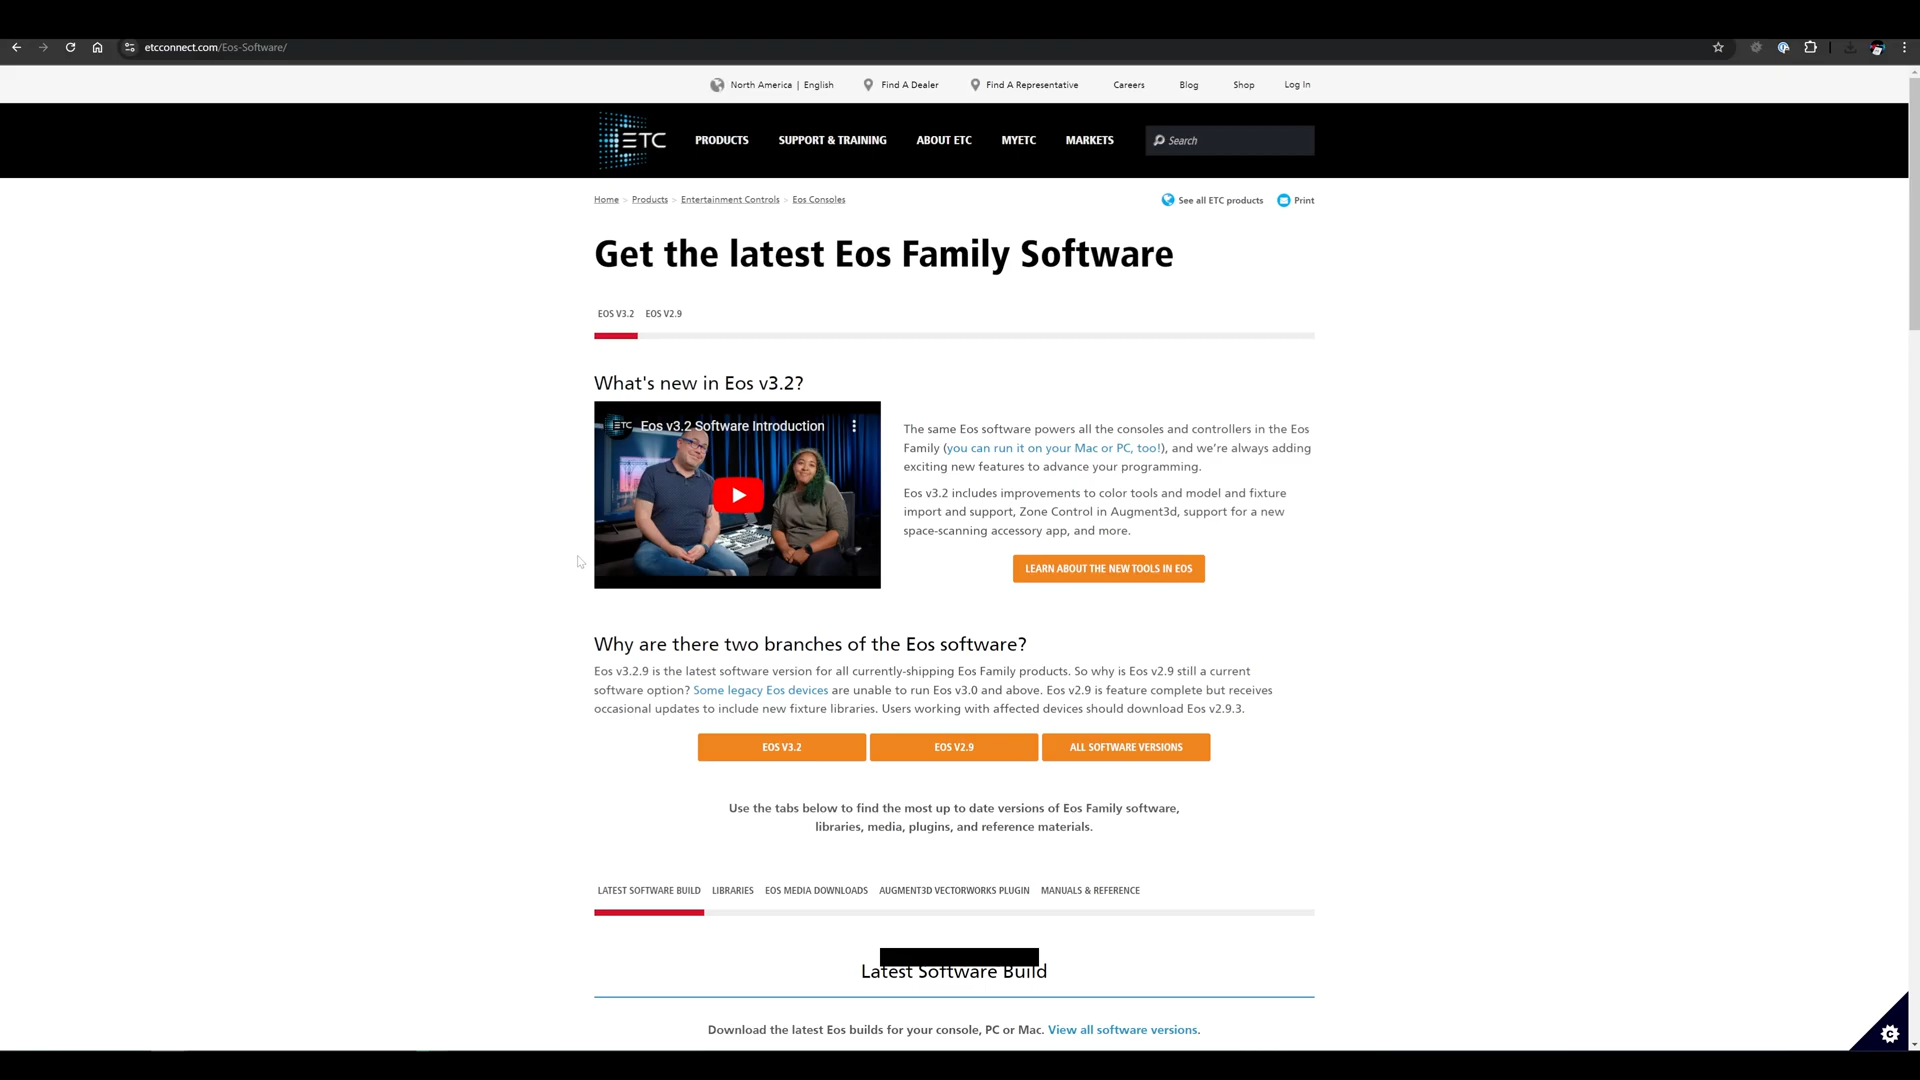 etcconnect.com/Eos-Software/
North America | English
Find A Dealer
Find A Representative
Careers
Blog
Shop
Log In
ETC
PRODUCTS
SUPPORT & TRAINING
ABOUT ETC
MYETC
MARKETS
Search
Home > Products > Entertainment Controls > Eos Consoles
See all ETC products
Print
Get the latest Eos Family Software
EOS V3.2
EOS V2.9
What's new in Eos v3.2?
ETC
Eos v3.2 Software Introduction
The same Eos software powers all the consoles and controllers in the Eos
Family (you can run it on your Mac or PC, too!), and we're always adding
exciting new features to advance your programming.
Eos v3.2 includes improvements to color tools and model and fixture
import and support, Zone Control in Augment3d, support for a new
space-scanning accessory app, and more.
LEARN ABOUT THE NEW TOOLS IN EOS
Why are there two branches of the Eos software?
Eos v3.2.9 is the latest software version for all currently-shipping Eos Family products. So why is Eos v2.9 still a current
software option? Some legacy Eos devices are unable to run Eos v3.0 and above. Eos v2.9 is feature complete but receives
occasional updates to include new fixture libraries. Users working with affected devices should download Eos v2.9.3.
EOS V3.2
EOS V2.9
ALL SOFTWARE VERSIONS
Use the tabs below to find the most up to date versions of Eos Family software,
libraries, media, plugins, and reference materials.
LATEST SOFTWARE BUILD
LIBRARIES
EOS MEDIA DOWNLOADS
AUGMENT3D VECTORWORKS PLUGIN
MANUALS & REFERENCE
Latest Software Build
Download the latest Eos builds for your console, PC or Mac. View all software versions.